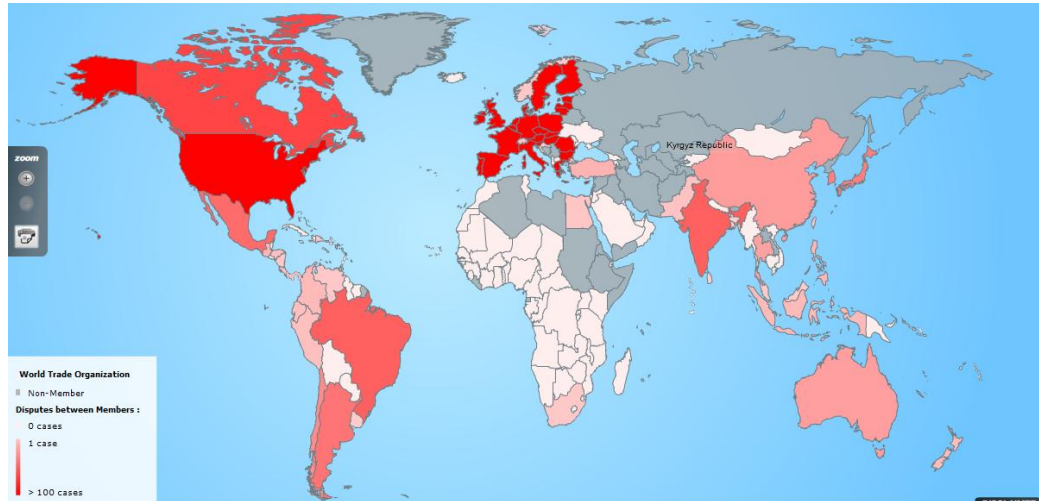 zoom
Kyrgyz Republic
World Trade Organization
Non-Member
Disputes between Members :
0 cases
1 case
> 100 cases